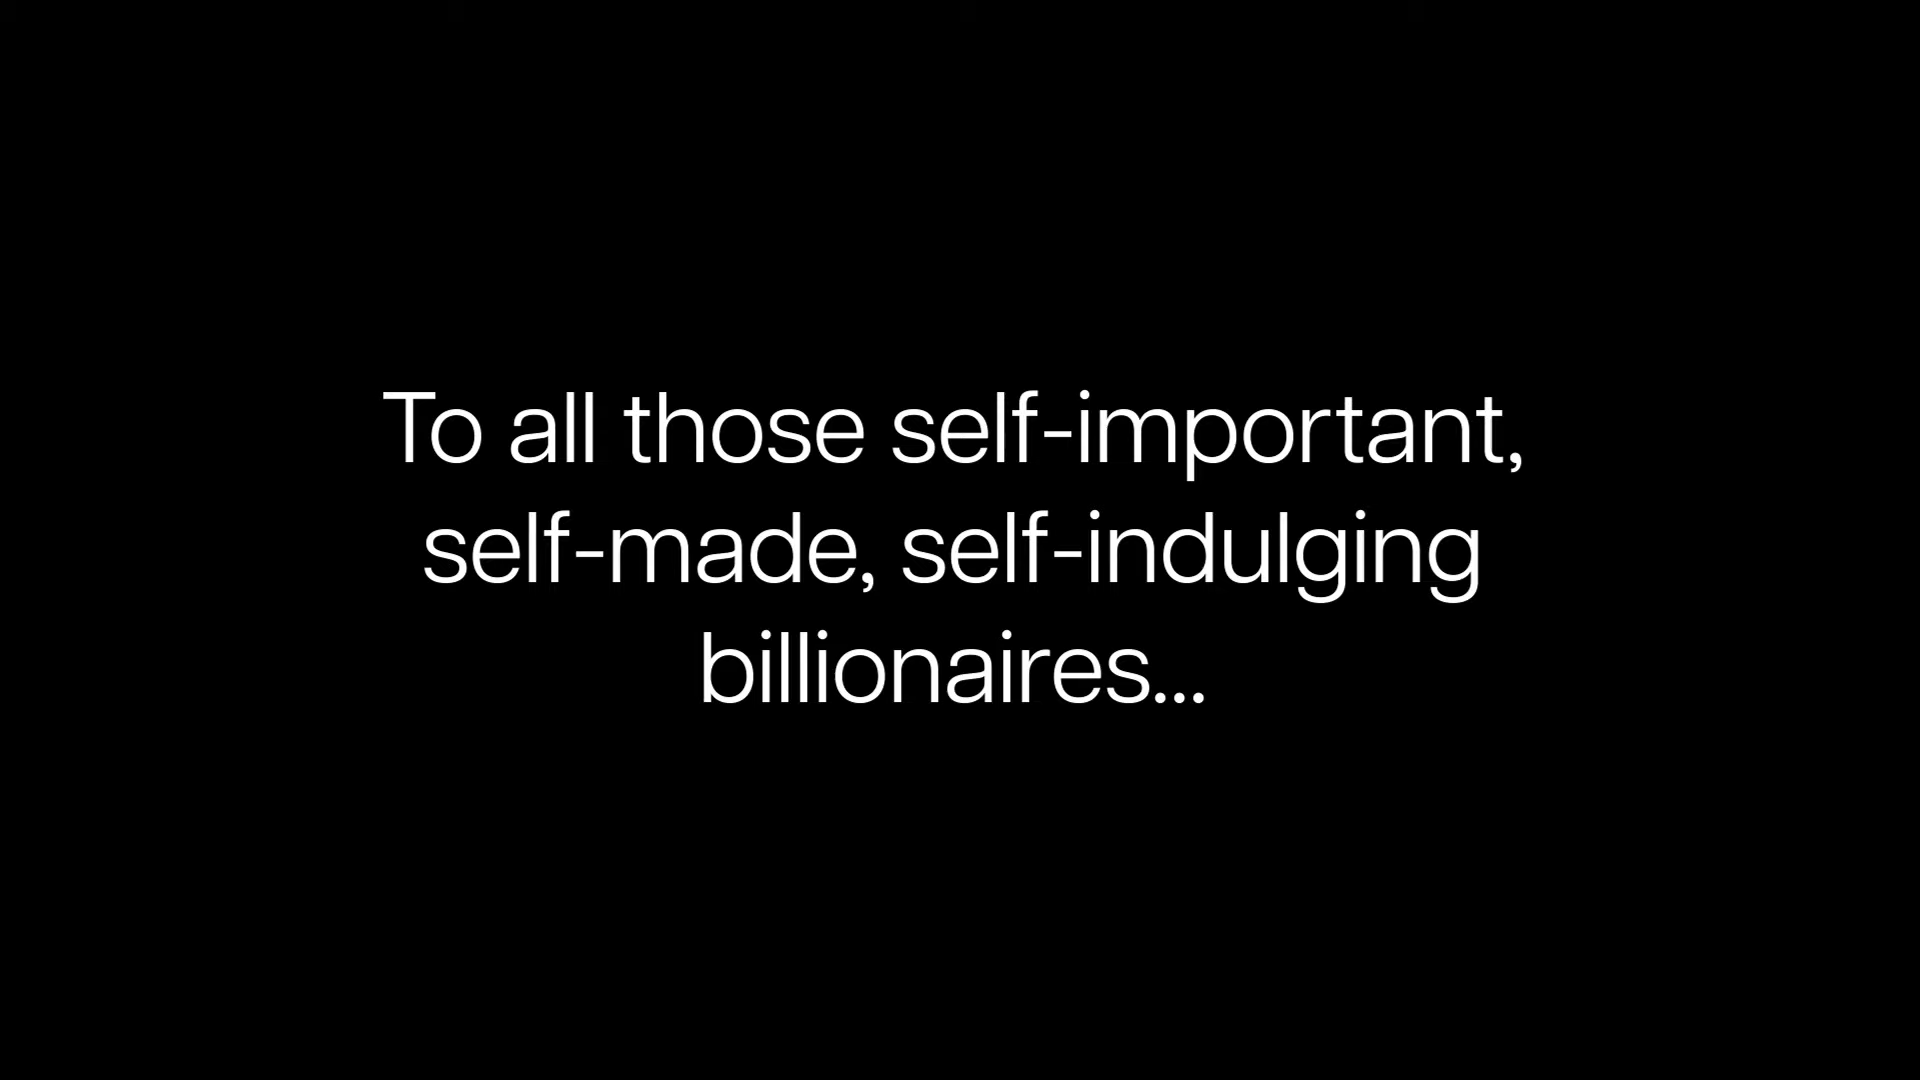 To all those self-important,
self-made, self-indulging
billionaires...